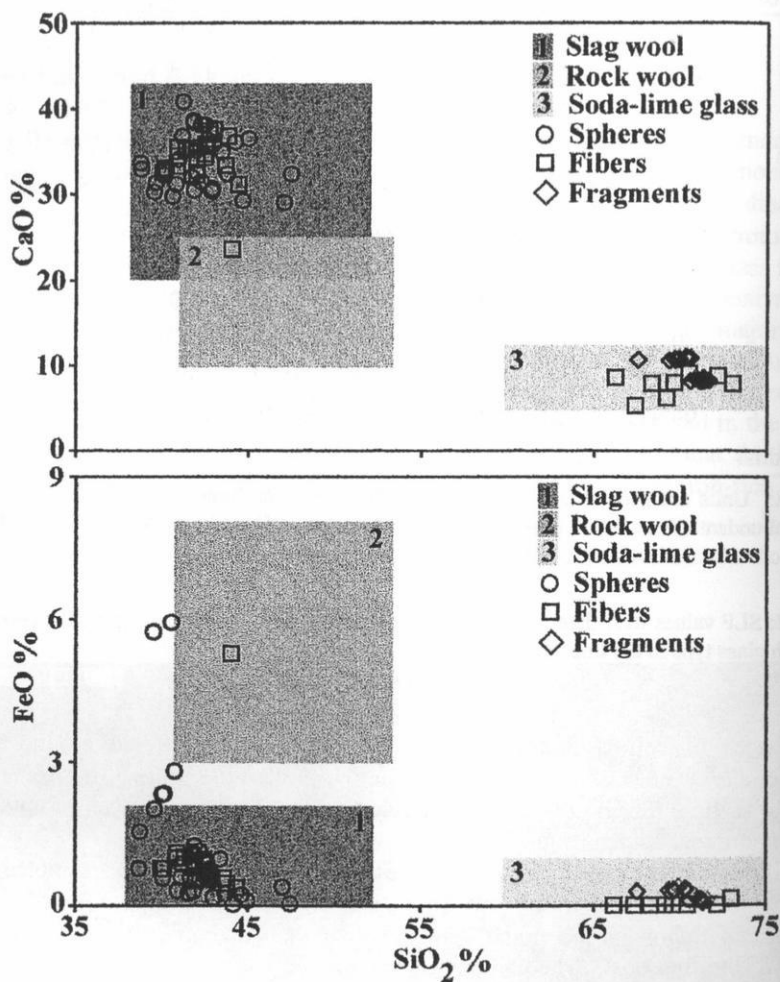 50
40
30
20
10
0
CaO %
1 Slag wool
2 Rock wool
3 Soda-lime glass
Spheres
Fibers
Fragments
1
2
3
9
6
3
0
FeO %
1 Slag wool
2 Rock wool
3 Soda-lime glass
Spheres
Fibers
Fragments
2
1
3
35 45 55 65 75
SiO2 %